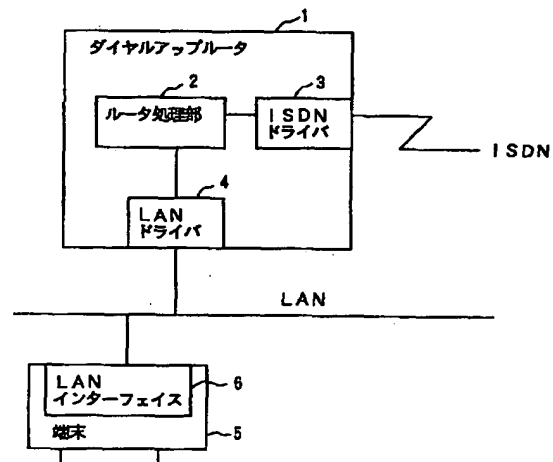 1
ダイヤルアップルータ
2
3
ルータ処理部
ISDN
ドライバ
ISDN
4
LAN
ドライバ
LAN
LAN
インターフェイス
6
端末
5